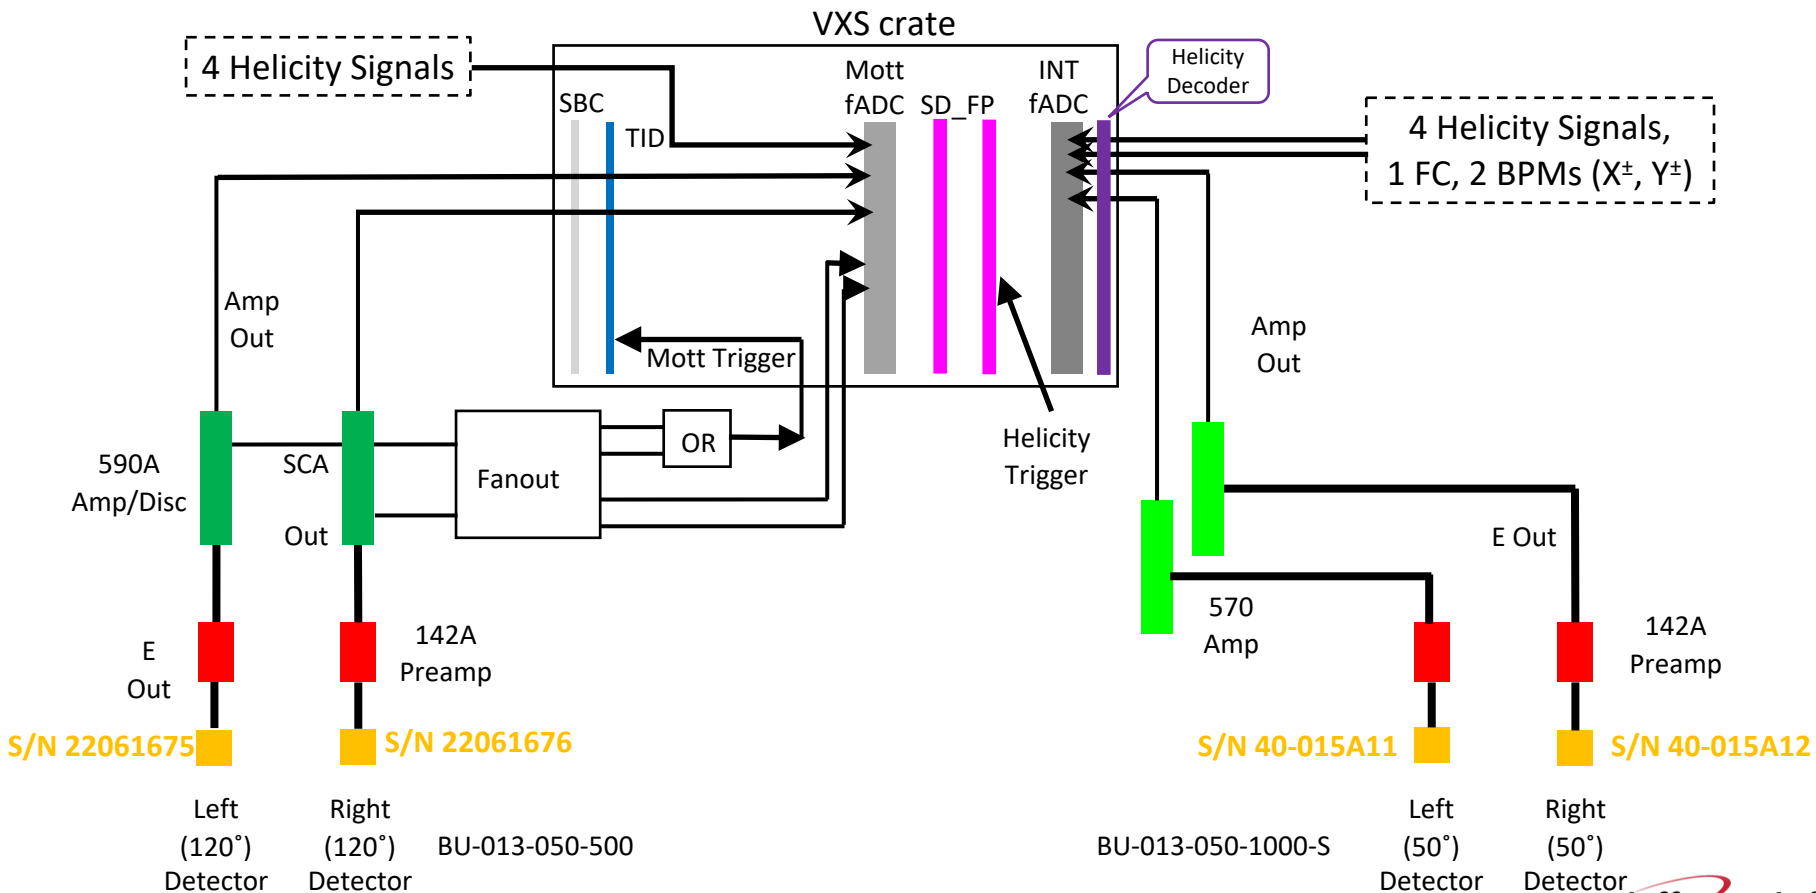 VXS crate
4 Helicity Signals
Mott
fADC
SD_FP
INT
fADC
Helicity
Decoder
SBC
TID
4 Helicity Signals,
1 FC, 2 BPMs (X±, Y±)
Amp
Out
Mott Trigger
Amp
Out
590A
Amp/Disc
SCA
Out
Fanout
OR
Helicity
Trigger
E Out
570
Amp
E
Out
142A
Preamp
142A
Preamp
S/N 22061675
S/N 22061676
S/N 40-015A11
S/N 40-015A12
Left
(120˚)
Detector
Right
(120˚)
Detector
BU-013-050-500
BU-013-050-1000-S
Left
(50˚)
Detector
Right
(50˚)
Detector